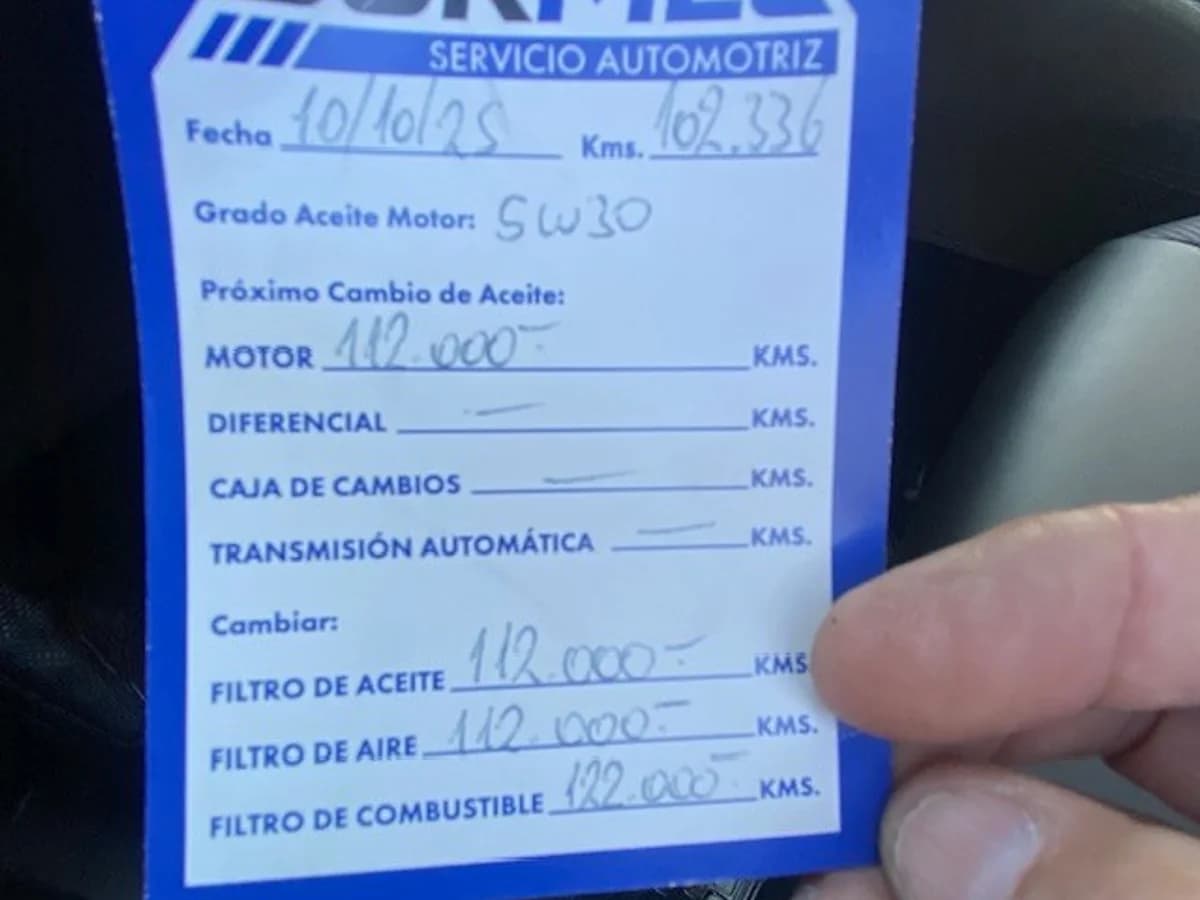 SERVICIO AUTOMOTRIZ
Fecha 10/10/25 Kms. 102.336
Grado Aceite Motor: 5W30
Próximo Cambio de Aceite:
MOTOR 112.000- KMS.
DIFERENCIAL — KMS.
CAJA DE CAMBIOS — KMS.
TRANSMISIÓN AUTOMÁTICA — KMS.
Cambiar:
FILTRO DE ACEITE 112.000- KMS
FILTRO DE AIRE 112.000- KMS.
FILTRO DE COMBUSTIBLE 122.000- KMS.